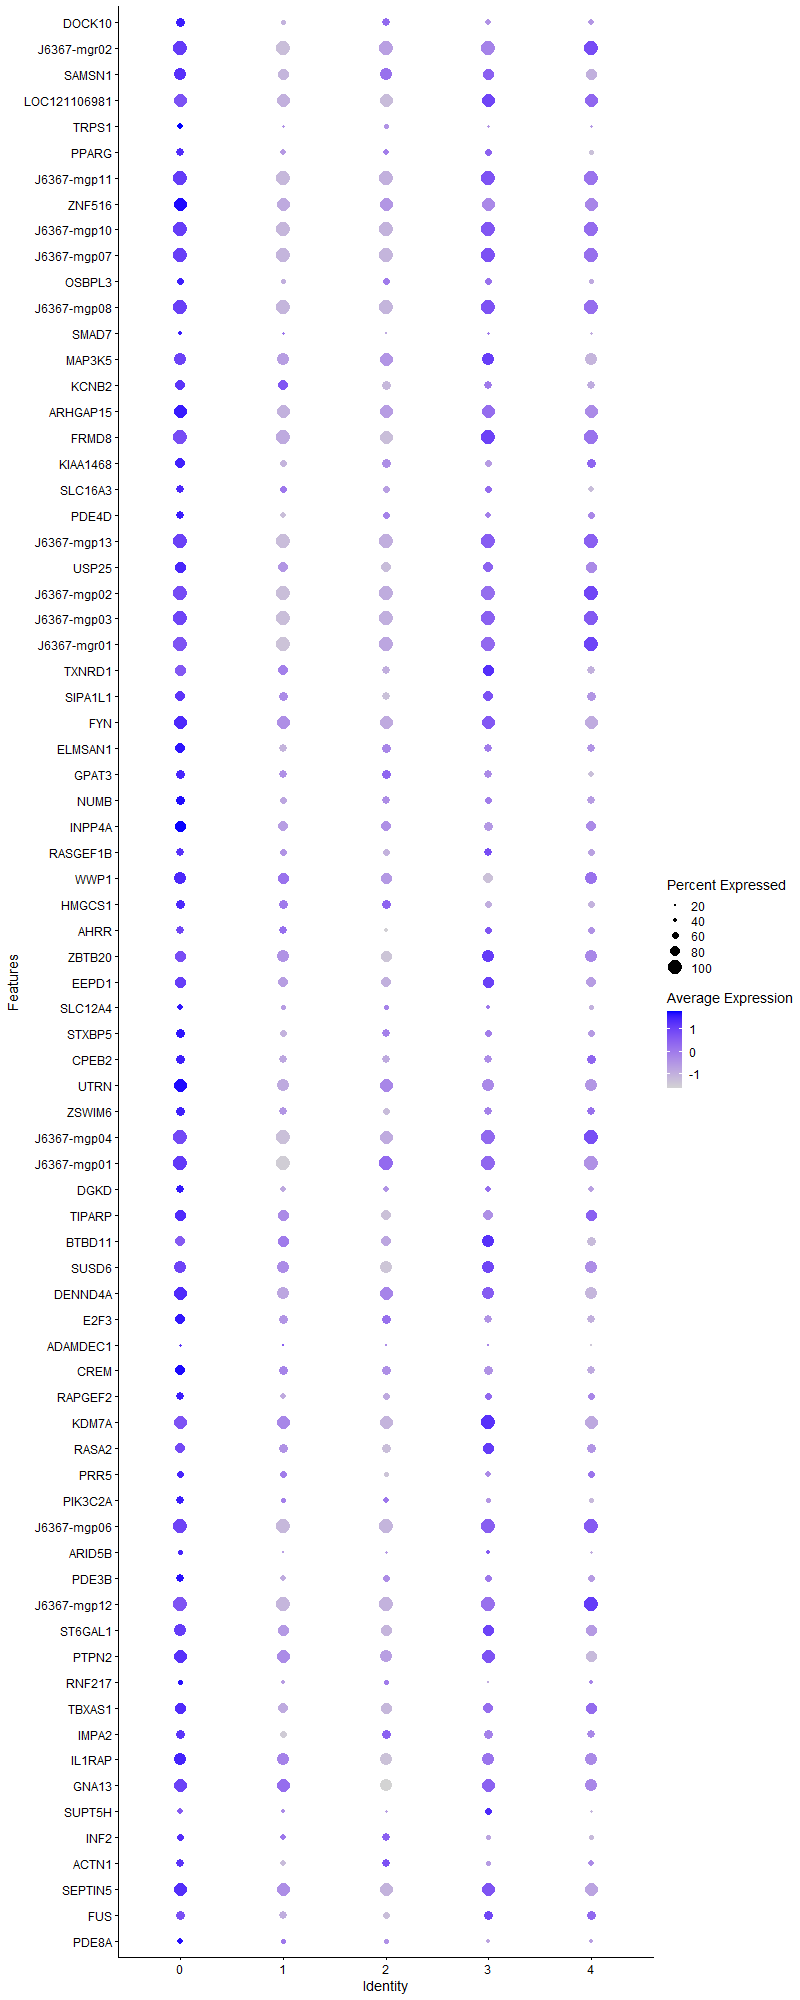 DOCK10
J6367-mgr02
SAMSN1
LOC121106981
TRPS1
PPARG
J6367-mgp11
ZNF516
J6367-mgp10
J6367-mgp07
OSBPL3
J6367-mgp08
SMAD7
MAP3K5
KCNB2
ARHGAP15
FRMD8
KIAA1468
SLC16A3
PDE4D
J6367-mgp13
USP25
J6367-mgp02
J6367-mgp03
J6367-mgr01
TXNRD1
SIPA1L1
FYN
ELMSAN1
GPAT3
NUMB
INPP4A
RASGEF1B
WWP1
HMGCS1
AHRR
ZBTB20
EEPD1
SLC12A4
STXBP5
CPEB2
UTRN
ZSWIM6
J6367-mgp04
J6367-mgp01
DGKD
TIPARP
BTBD11
SUSD6
DENND4A
E2F3
ADAMDEC1
CREM
RAPGEF2
KDM7A
RASA2
PRR5
PIK3C2A
J6367-mgp06
ARID5B
PDE3B
J6367-mgp12
ST6GAL1
PTPN2
RNF217
TBXAS1
IMPA2
IL1RAP
GNA13
SUPT5H
INF2
ACTN1
SEPTIN5
FUS
PDE8A
Features
0 1 2 3 4
Identity
Percent Expressed
20
40
60
80
100
Average Expression
1
0
-1